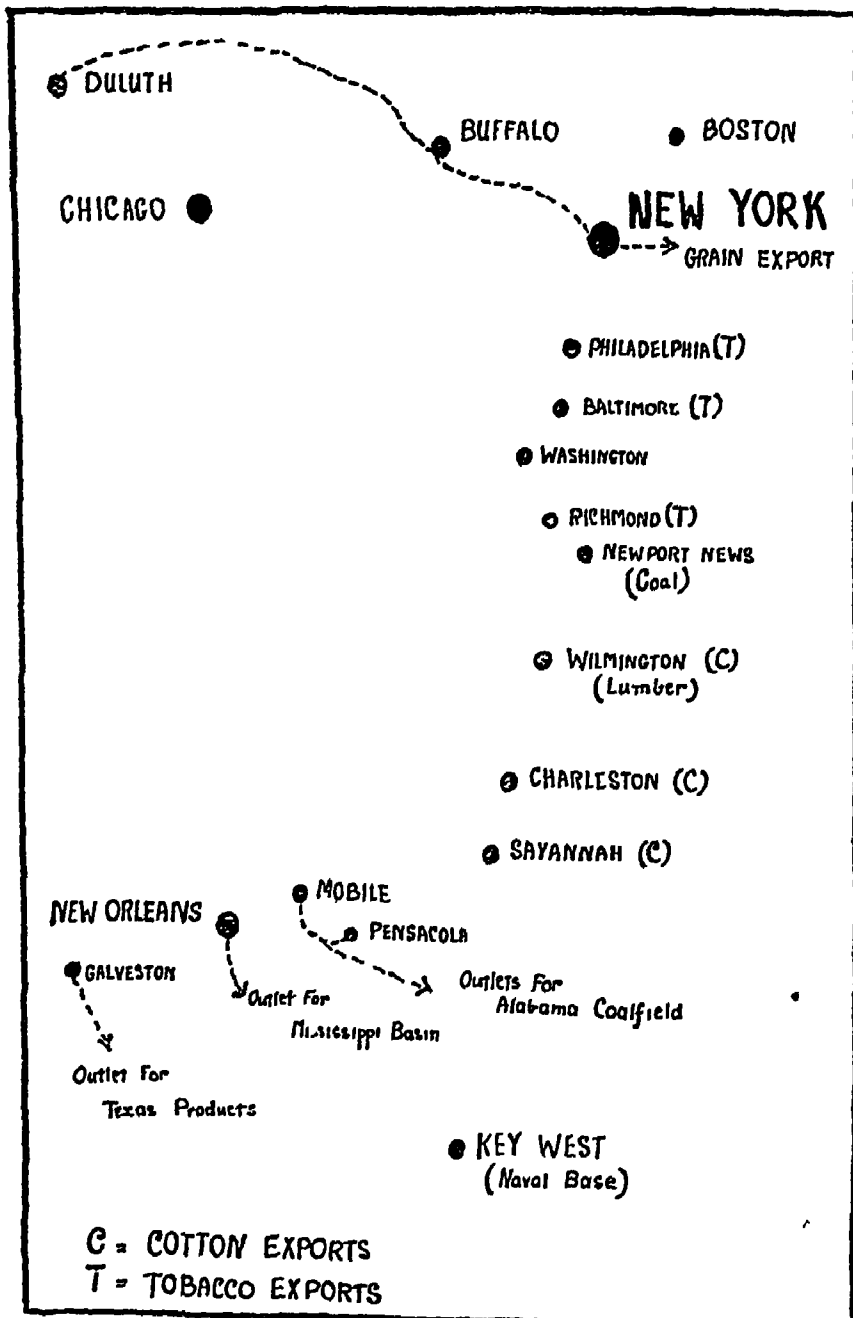 DULUTH
BUFFALO
BOSTON
CHICAGO
NEW YORK
GRAIN EXPORT
PHILADELPHIA (T)
BALTIMORE (T)
WASHINGTON
RICHMOND (T)
NEWPORT NEWS
(Coal)
WILMINGTON (C)
(Lumber)
CHARLESTON (C)
SAVANNAH (C)
MOBILE
NEW ORLEANS
PENSACOLA
GALVESTON
Outlets For
Alabama Coalfield
Outlet For
Mississippi Basin
Outlet For
Texas Products
KEY WEST
(Naval Base)
C = COTTON EXPORTS
T = TOBACCO EXPORTS